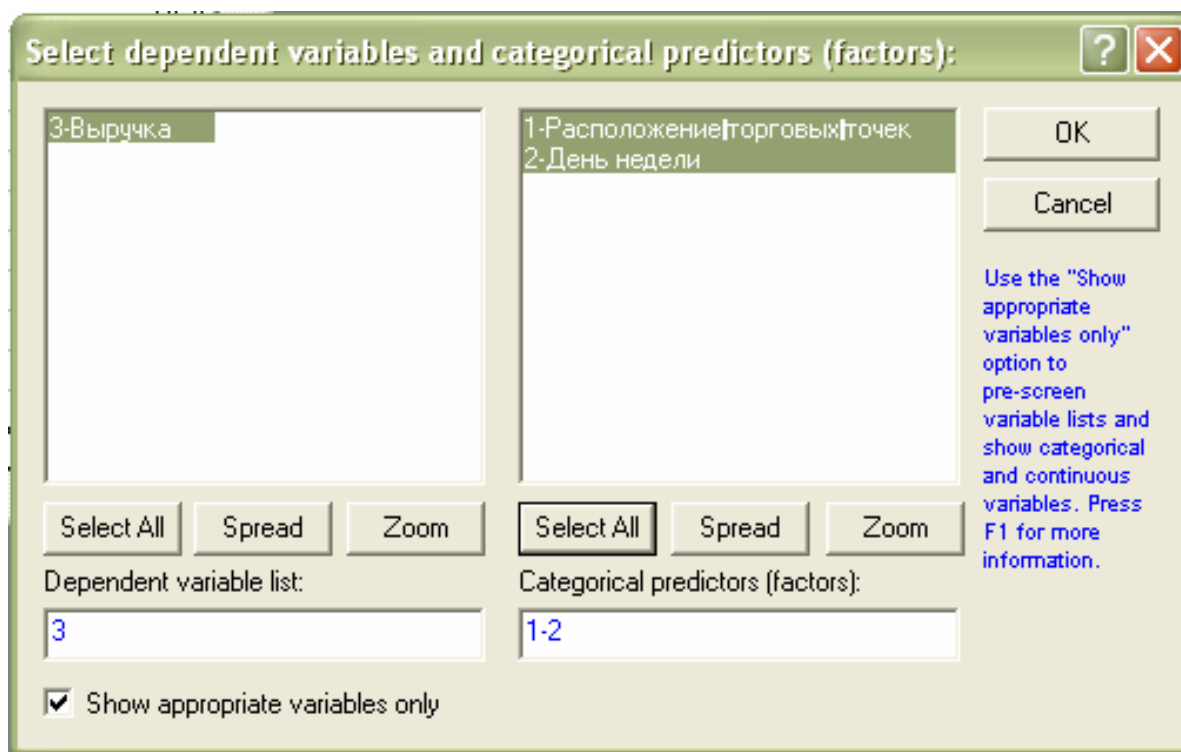 Select dependent variables and categorical predictors (factors):
3-Выручка
1-Расположение|торговых|точек
2-День недели
OK
Cancel
Use the "Show
appropriate
variables only"
option to
pre-screen
variable lists and
show categorical
and continuous
variables. Press
F1 for more
information.
Select All
Spread
Zoom
Select All
Spread
Zoom
Dependent variable list:
Categorical predictors (factors):
3
1-2
Show appropriate variables only